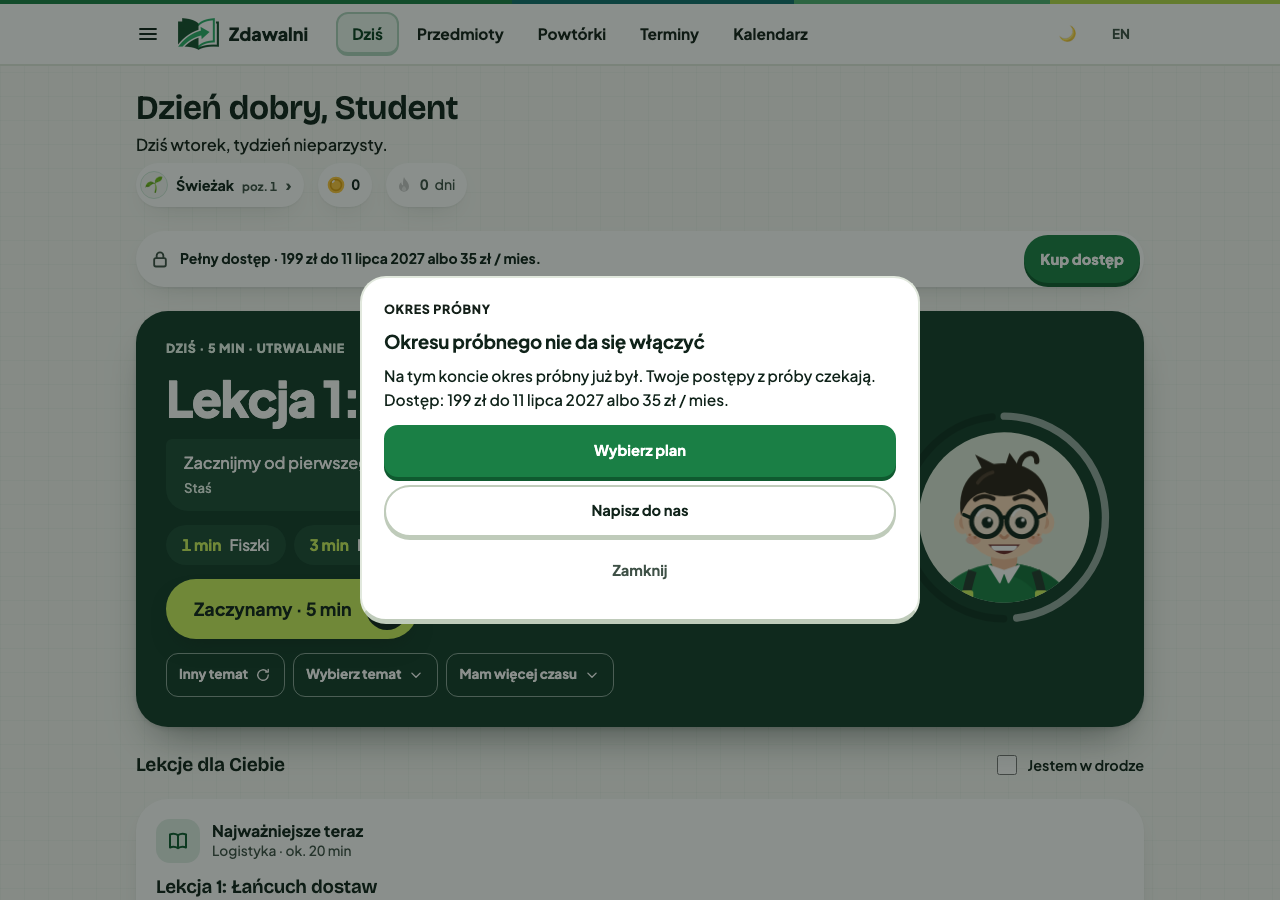 Zdawalni
Dziś
Przedmioty
Powtórki
Terminy
Kalendarz
EN
Dzień dobry, Student
Dziś wtorek, tydzień nieparzysty.
Świeżak poz. 1 ›
0
0 dni
Pełny dostęp · 199 zł do 11 lipca 2027 albo 35 zł / mies.
Kup dostęp
OKRES PRÓBNY
Okresu próbnego nie da się włączyć
Na tym koncie okres próbny już był. Twoje postępy z próby czekają.
Dostęp: 199 zł do 11 lipca 2027 albo 35 zł / mies.
Wybierz plan
Napisz do nas
Zamknij
DZIŚ · 5 MIN · UTRWALANIE
Lekcja 1:
Zacznijmy od
Staś
1 min Fiszki
3 min
Zaczynamy · 5 min
Inny temat
Wybierz temat
Mam więcej czasu
Lekcje dla Ciebie
Jestem w drodze
Najważniejsze teraz
Logistyka · ok. 20 min
Lekcja 1: Łańcuch dostaw